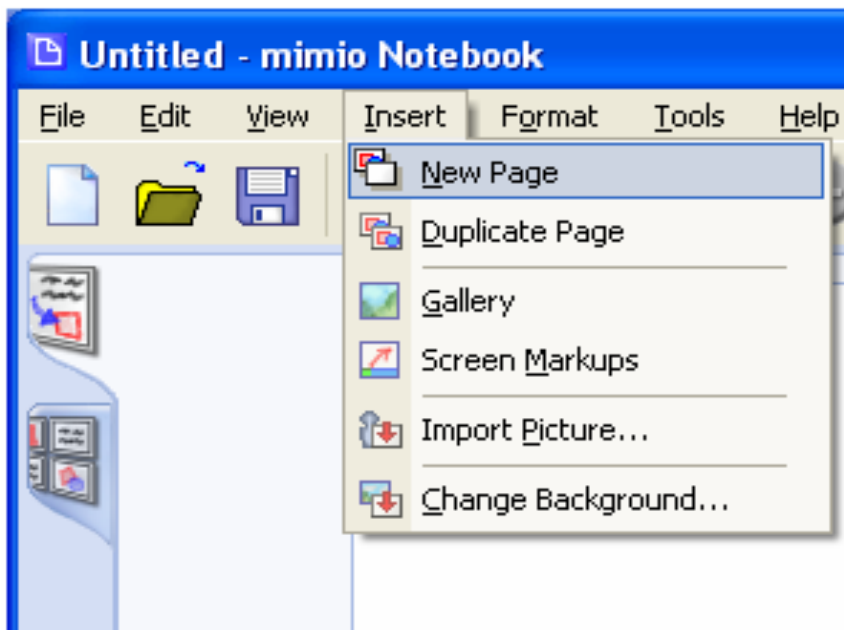 Untitled - mimio Notebook
File Edit View Insert Format Tools Help
New Page
Duplicate Page
Gallery
Screen Markups
Import Picture...
Change Background...